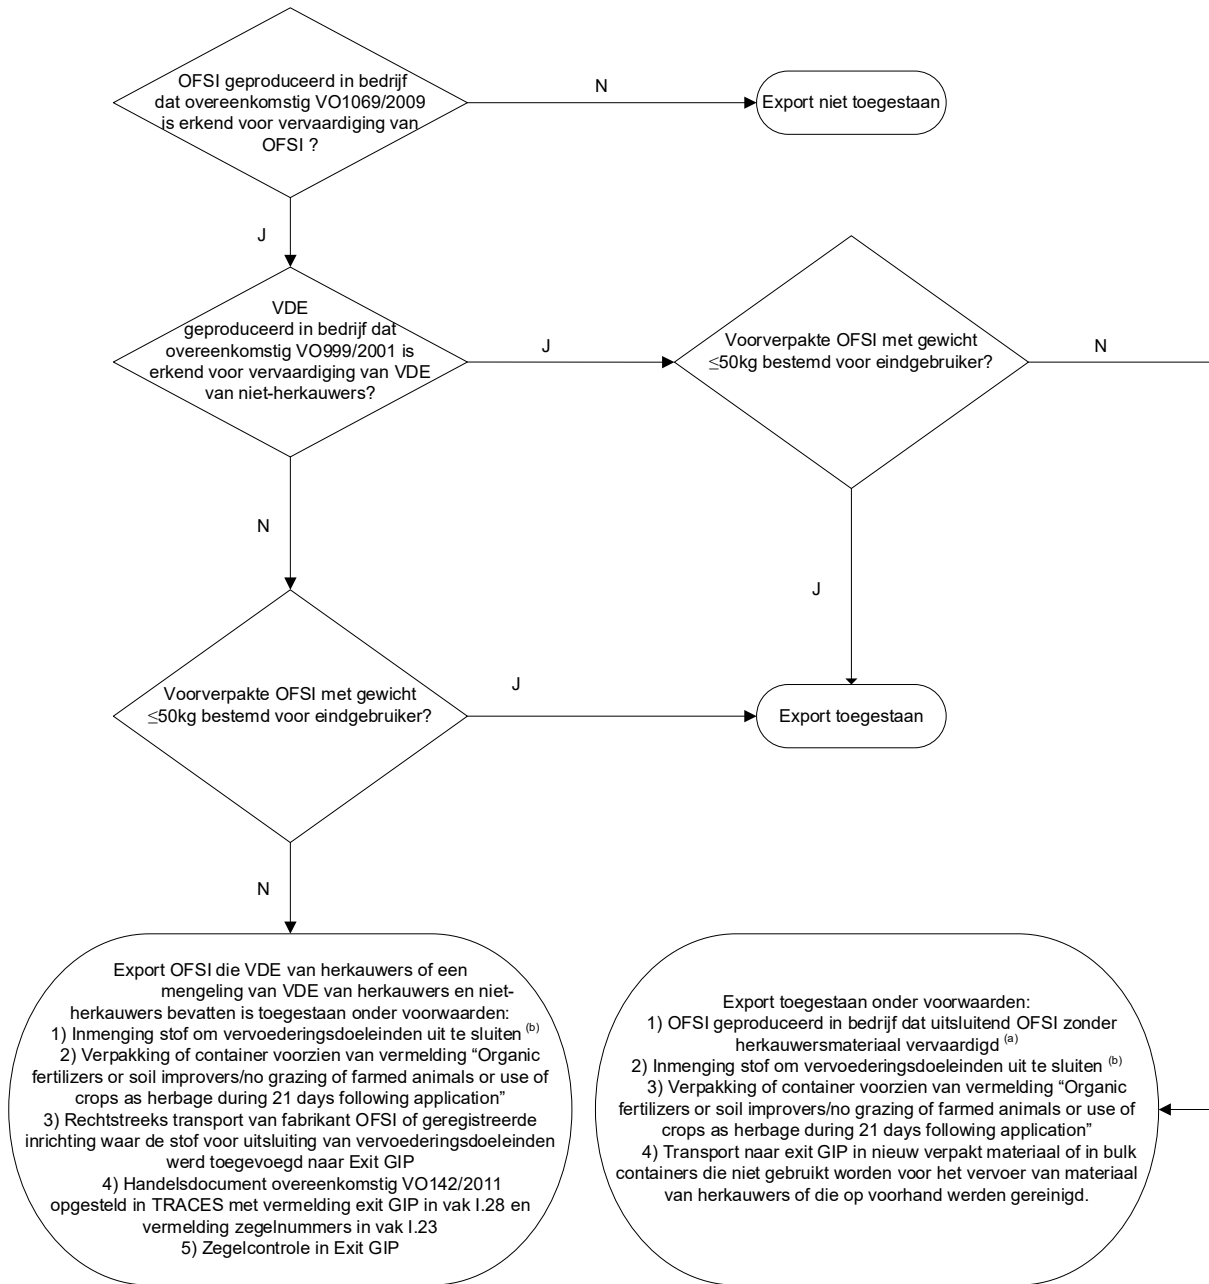 OFSI geproduceerd in bedrijf
dat overeenkomstig VO1069/2009
is erkend voor vervaardiging van
OFSI ?
N
Export niet toegestaan
J
VDE
geproduceerd in bedrijf dat
overeenkomstig VO999/2001 is
erkend voor vervaardiging van VDE
van niet-herkauwers?
J
Voorverpakte OFSI met gewicht
≤50kg bestemd voor eindgebruiker?
N
N
J
Voorverpakte OFSI met gewicht
≤50kg bestemd voor eindgebruiker?
J
Export toegestaan
N
Export OFSI die VDE van herkauwers of een
mengeling van VDE van herkauwers en niet-
herkauwers bevatten is toegestaan onder voorwaarden:
1) Inmenging stof om vervoederingsdoeleinden uit te sluiten (b)
2) Verpakking of container voorzien van vermelding “Organic
fertilizers or soil improvers/no grazing of farmed animals or use of
crops as herbage during 21 days following application”
3) Rechtstreeks transport van fabrikant OFSI of geregistreerde
inrichting waar de stof voor uitsluiting van vervoederingsdoeleinden
werd toegevoegd naar Exit GIP
4) Handelsdocument overeenkomstig VO142/2011
opgesteld in TRACES met vermelding exit GIP in vak I.28 en
vermelding zegelnummers in vak I.23
5) Zegelcontrole in Exit GIP
Export toegestaan onder voorwaarden:
1) OFSI geproduceerd in bedrijf dat uitsluitend OFSI zonder
herkauwersmateriaal vervaardigd (a)
2) Inmenging stof om vervoederingsdoeleinden uit te sluiten (b)
3) Verpakking of container voorzien van vermelding “Organic
fertilizers or soil improvers/no grazing of farmed animals or use of
crops as herbage during 21 days following application”
4) Transport naar exit GIP in nieuw verpakt materiaal of in bulk
containers die niet gebruikt worden voor het vervoer van materiaal
van herkauwers of die op voorhand werden gereinigd.